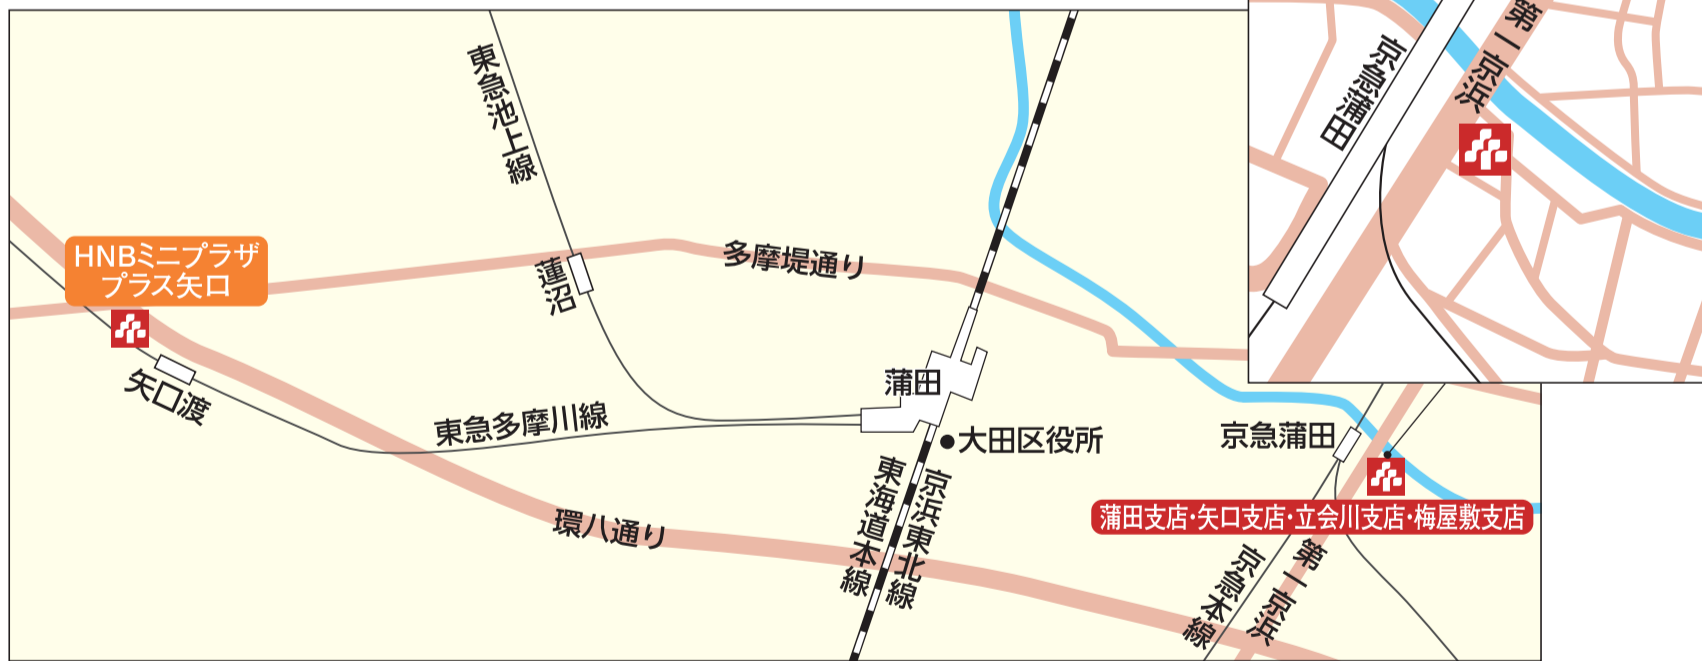 東急池上線
第一京浜
京急蒲田
HNBミニプラザ
プラス矢口
蓮沼
多摩堤通り
矢口渡
東急多摩川線
蒲田
大田区役所
京急蒲田
蒲田支店・矢口支店・立会川支店・梅屋敷支店
環八通り
東海道本線
京浜東北線
京急本線
第一京浜